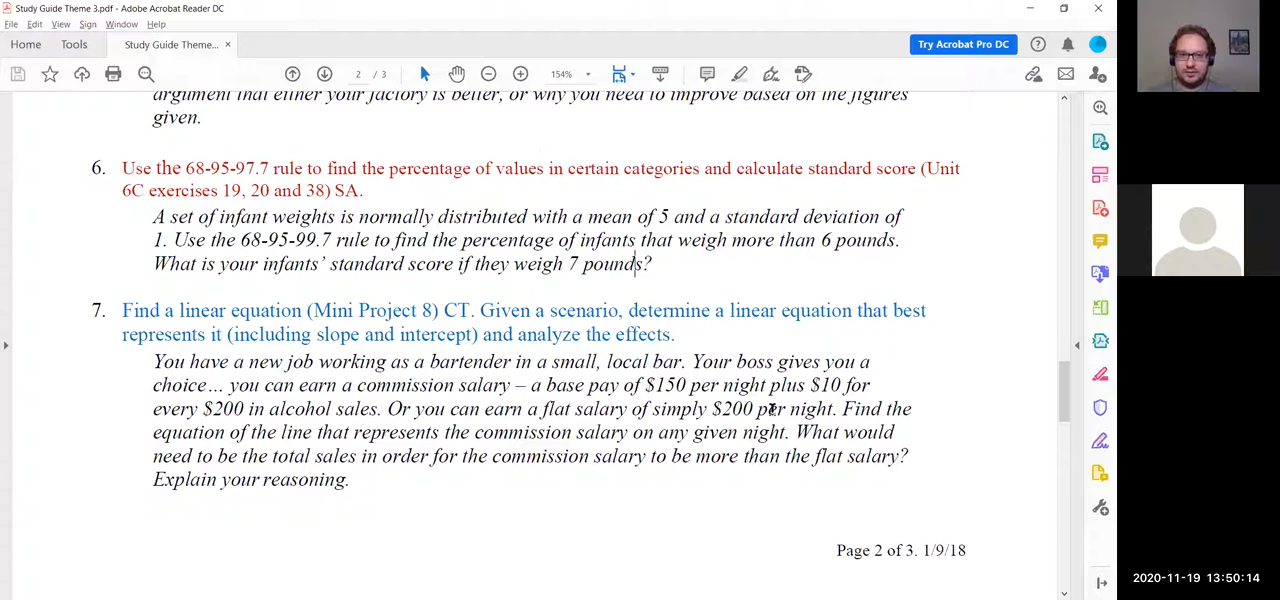 Study Guide Theme 3.pdf - Adobe Acrobat Reader DC
File Edit View Sign Window Help
Home Tools Study Guide Theme... × Try Acrobat Pro DC
2 / 3 154%
argument that either your factory is better, or why you need to improve based on the figures
given.
6. Use the 68-95-97.7 rule to find the percentage of values in certain categories and calculate standard score (Unit
6C exercises 19, 20 and 38) SA.
A set of infant weights is normally distributed with a mean of 5 and a standard deviation of
1. Use the 68-95-99.7 rule to find the percentage of infants that weigh more than 6 pounds.
What is your infants' standard score if they weigh 7 pounds?
7. Find a linear equation (Mini Project 8) CT. Given a scenario, determine a linear equation that best
represents it (including slope and intercept) and analyze the effects.
You have a new job working as a bartender in a small, local bar. Your boss gives you a
choice... you can earn a commission salary – a base pay of $150 per night plus $10 for
every $200 in alcohol sales. Or you can earn a flat salary of simply $200 per night. Find the
equation of the line that represents the commission salary on any given night. What would
need to be the total sales in order for the commission salary to be more than the flat salary?
Explain your reasoning.
Page 2 of 3. 1/9/18
2020-11-19 13:50:14